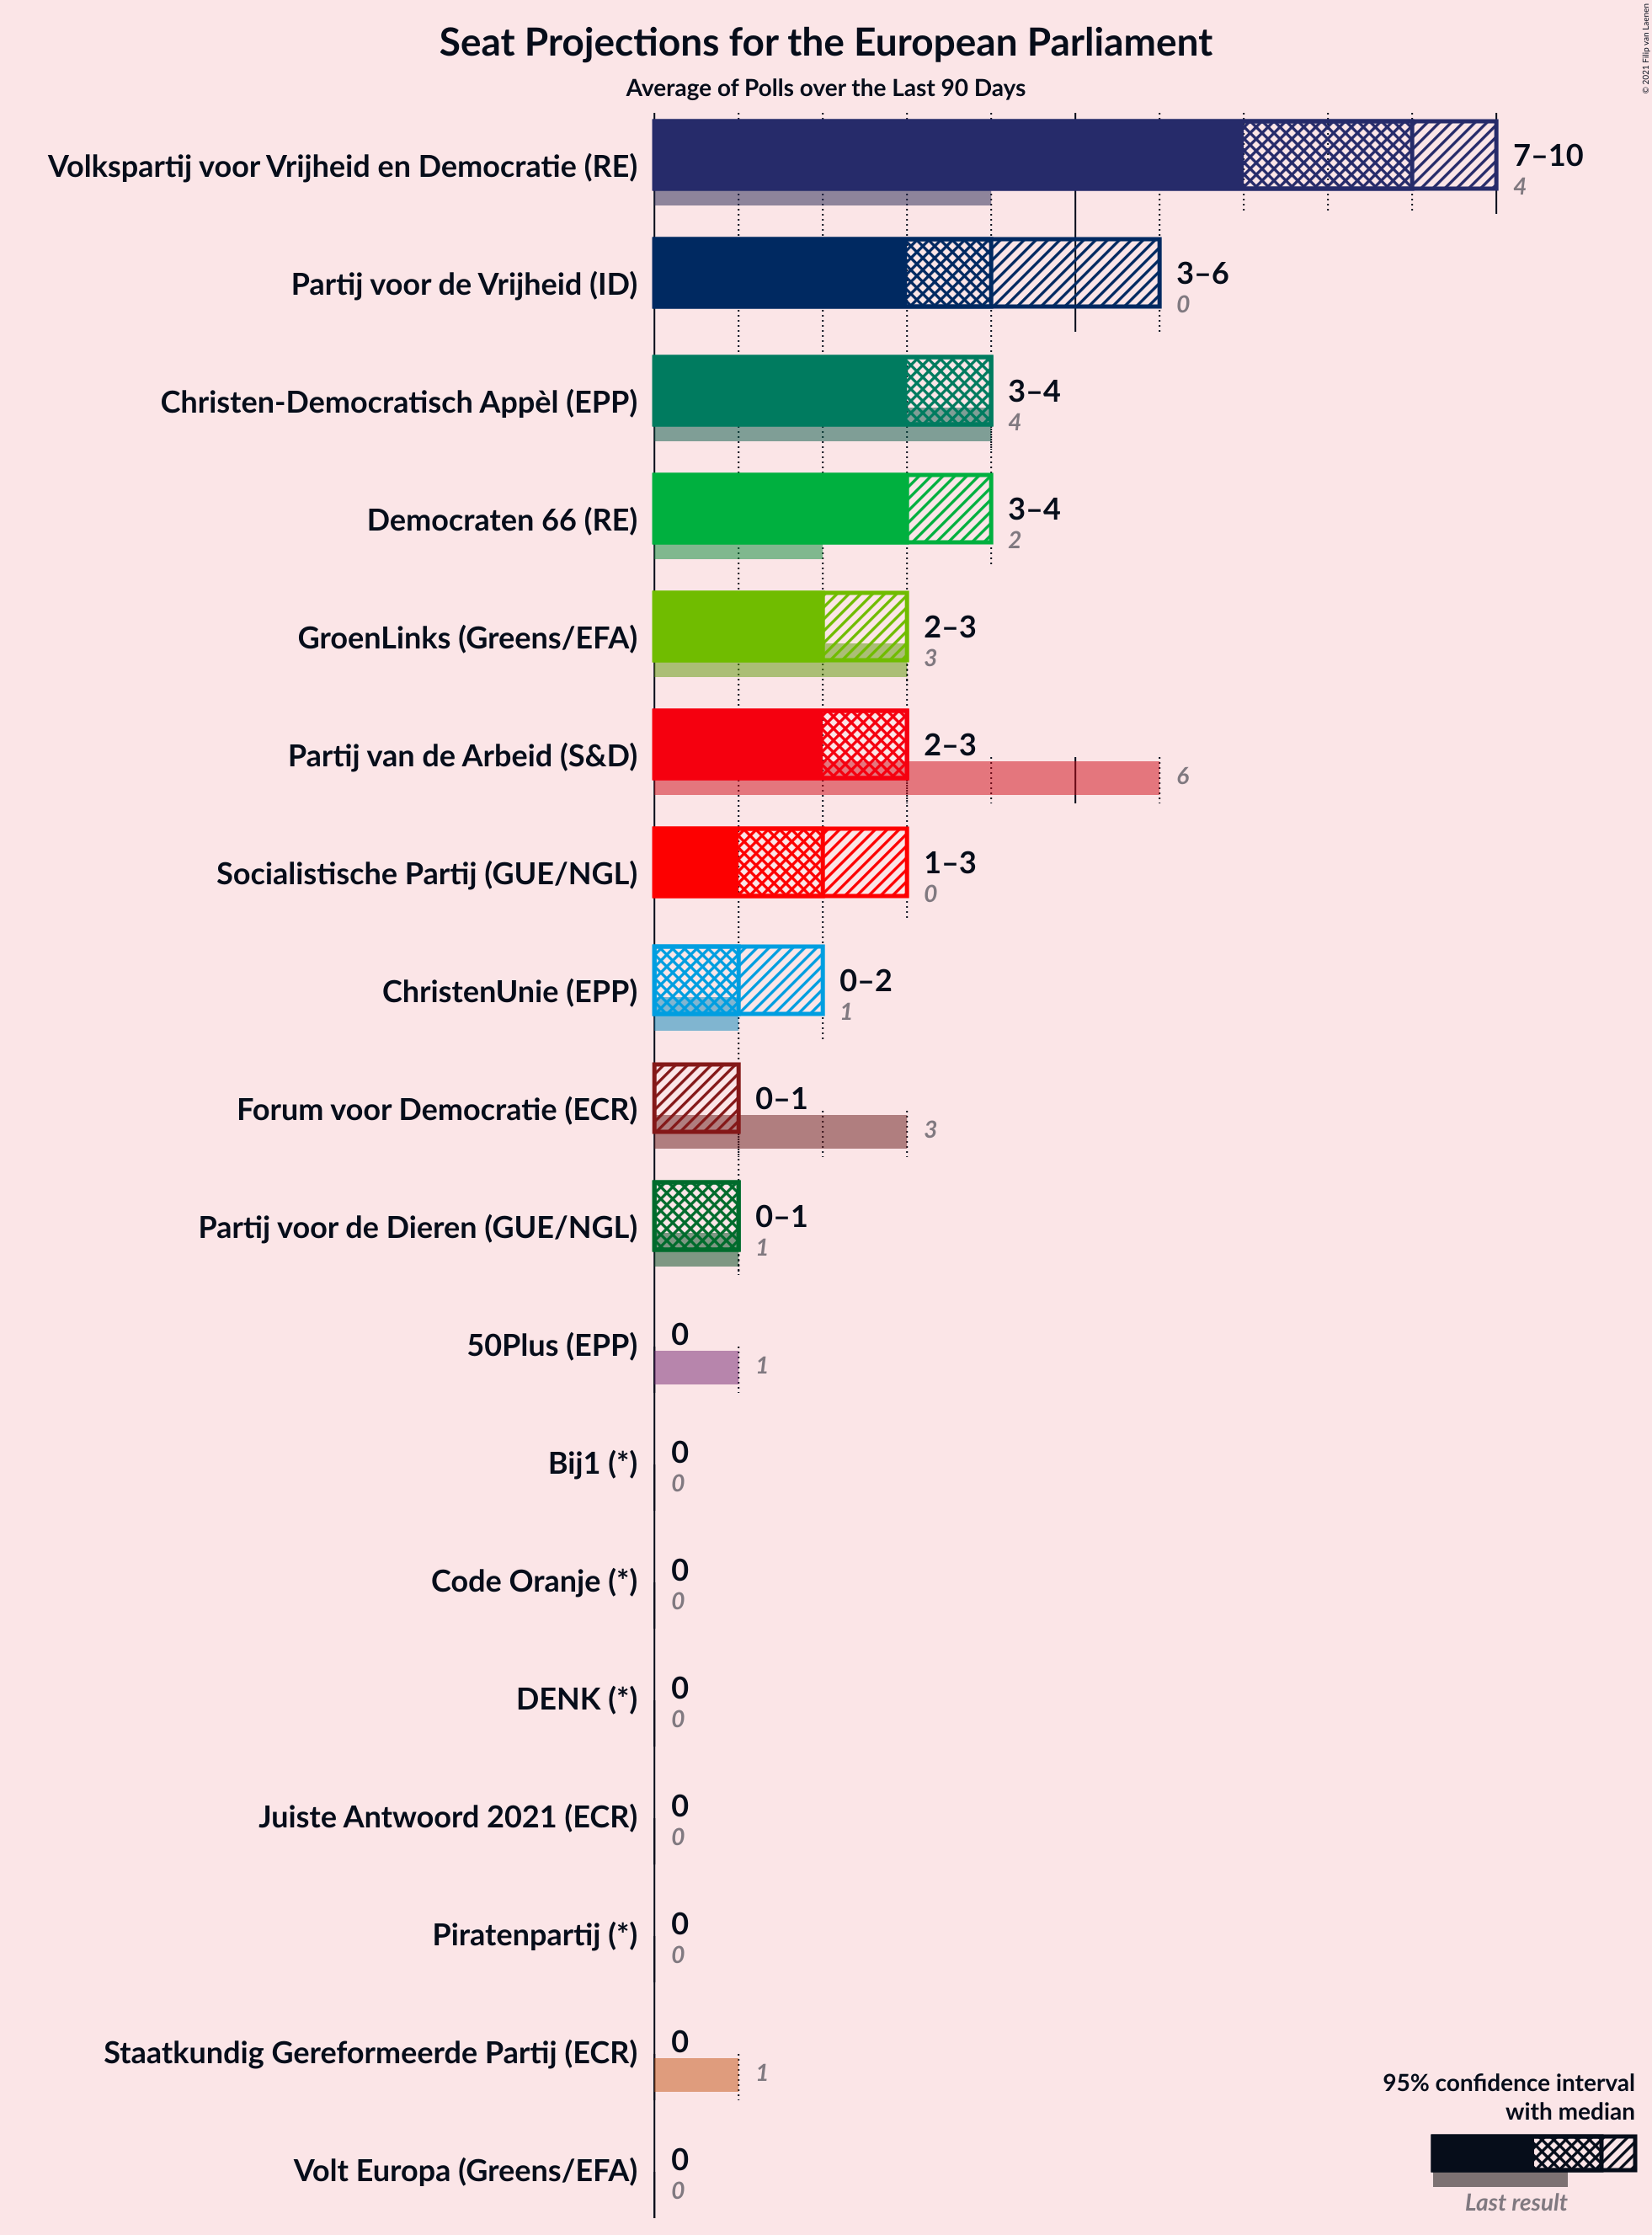 Seat Projections for the European Parliament
Average of Polls over the Last 90 Days
© 2021 Filip van Laenen
Volkspartij voor Vrijheid en Democratie (RE)
7–10
4
Partij voor de Vrijheid (ID)
3–6
0
Christen-Democratisch Appèl (EPP)
3–4
4
Democraten 66 (RE)
3–4
2
GroenLinks (Greens/EFA)
2–3
3
Partij van de Arbeid (S&D)
2–3
6
Socialistische Partij (GUE/NGL)
1–3
0
ChristenUnie (EPP)
0–2
1
Forum voor Democratie (ECR)
0–1
3
Partij voor de Dieren (GUE/NGL)
0–1
1
50Plus (EPP)
0
1
Bij1 (*)
0
0
Code Oranje (*)
0
0
DENK (*)
0
0
Juiste Antwoord 2021 (ECR)
0
0
Piratenpartij (*)
0
0
Staatkundig Gereformeerde Partij (ECR)
0
1
Volt Europa (Greens/EFA)
0
0
95% confidence interval
with median
Last result